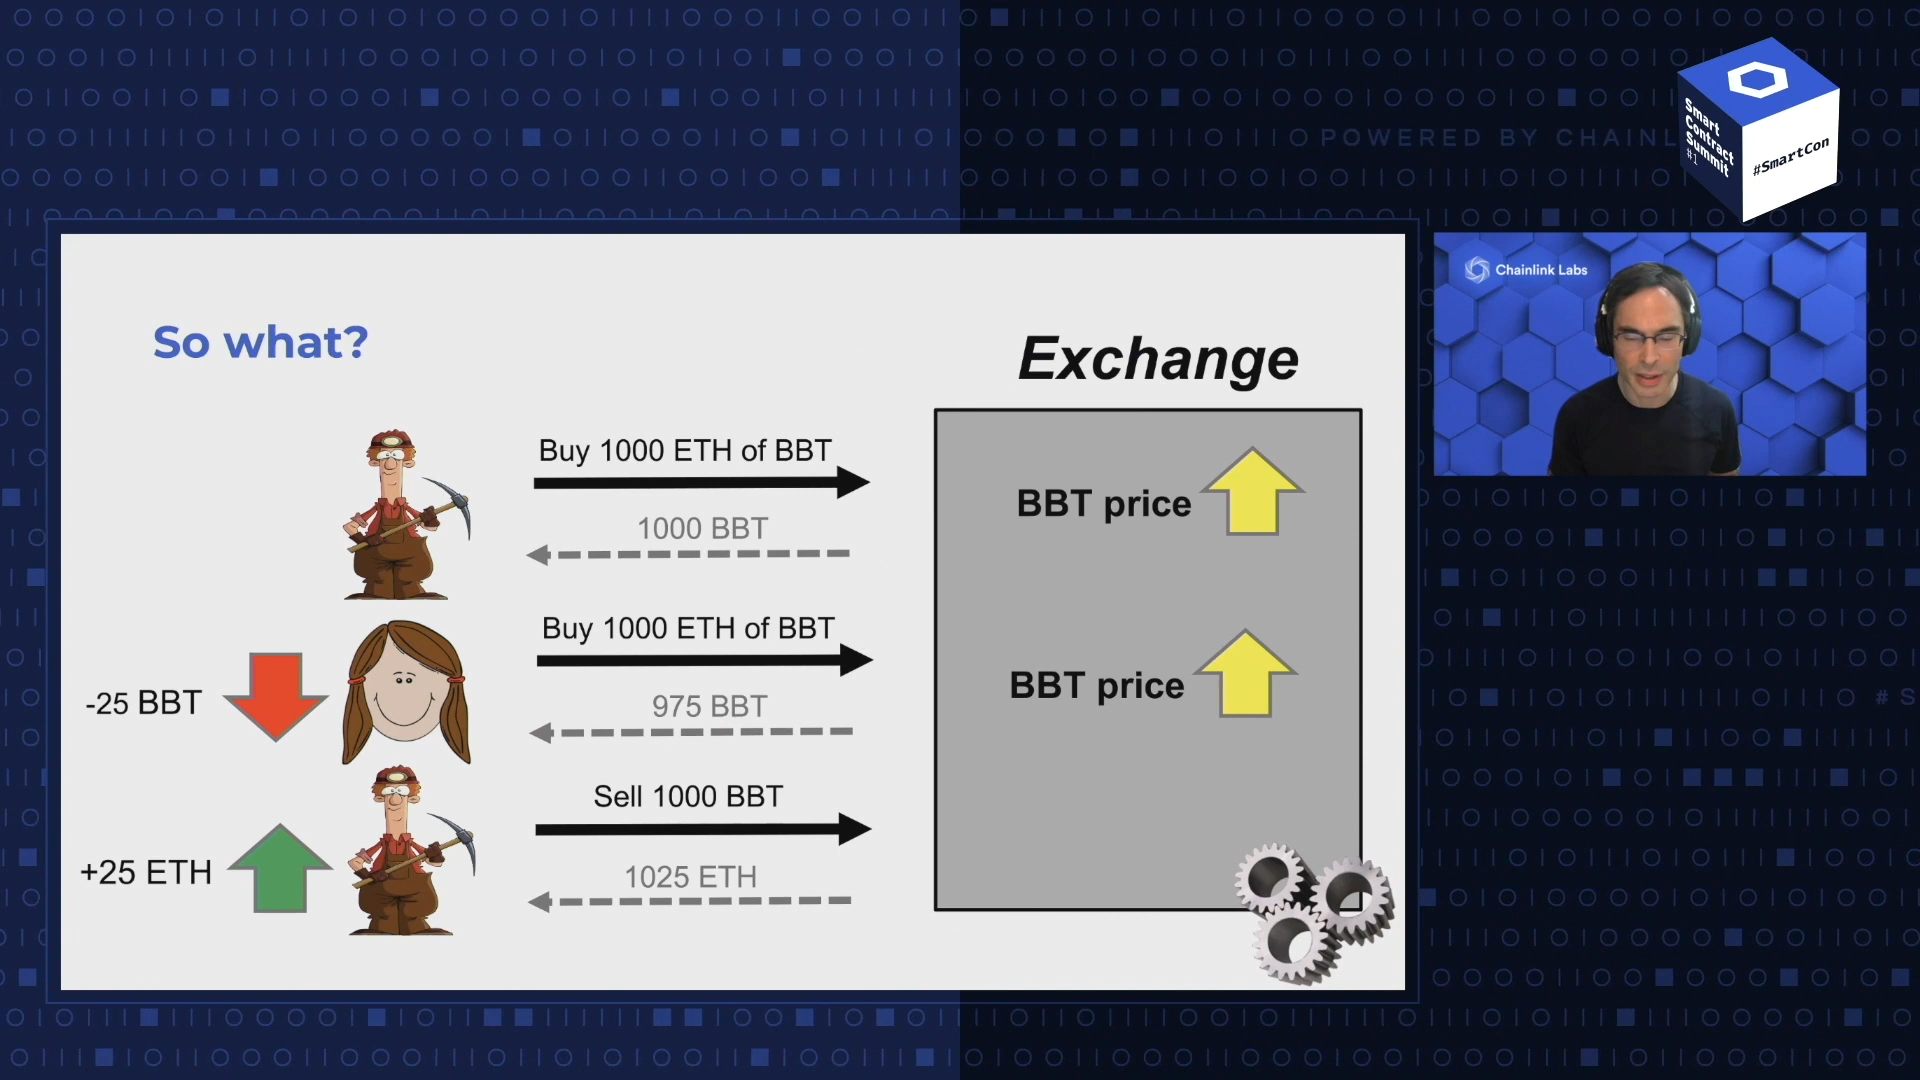 POWERED BY CHAINL
Smart
Contract
Summit
#1
#SmartCon
Chainlink Labs
So what?
Exchange
Buy 1000 ETH of BBT
1000 BBT
BBT price
Buy 1000 ETH of BBT
975 BBT
-25 BBT
BBT price
Sell 1000 BBT
1025 ETH
+25 ETH
# S